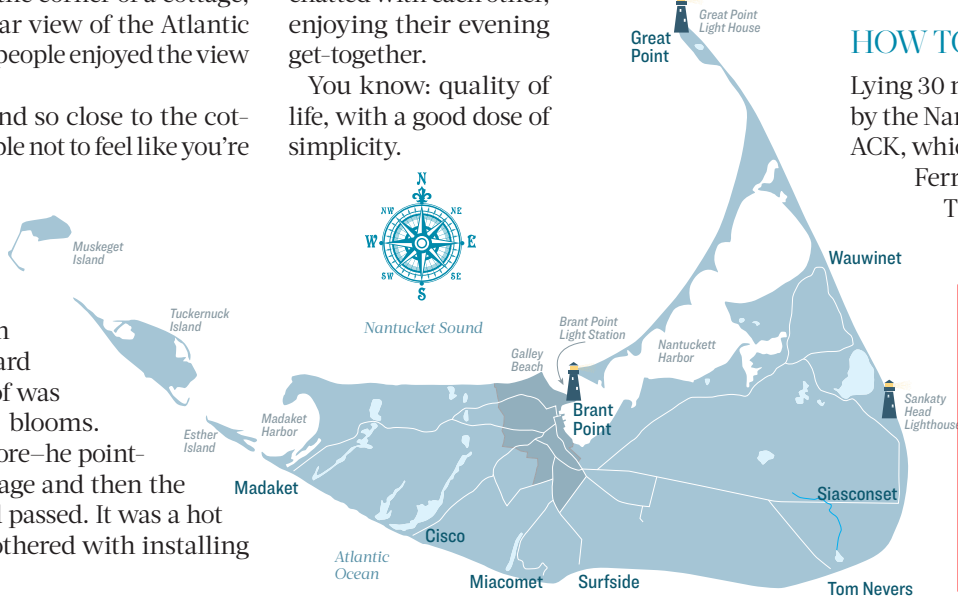 the corner of a cottage,
ar view of the Atlantic
people enjoyed the view
nd so close to the cot-
ble not to feel like you're
chatted with each other,
enjoying their evening
get-together.
You know: quality of
life, with a good dose of
simplicity.
HOW TO
Lying 30
by the Nan
ACK, whic
Ferr
T
Great Point
Light House
Great
Point
N
NW
NE
W
E
SW
SE
S
Nantucket Sound
Muskeget
Island
Tuckernuck
Island
Wauwinet
Brant Point
Light Station
Galley
Beach
Nantuckett
Harbor
Brant
Point
Sankaty
Head
Lighthouse
Madaket
Harbor
Esther
Island
Madaket
Siasconset
Cisco
Atlantic
Ocean
Miacomet
Surfside
Tom Nevers
n
ard
of was
blooms.
ore—he point-
age and then the
l passed. It was a hot
othered with installing